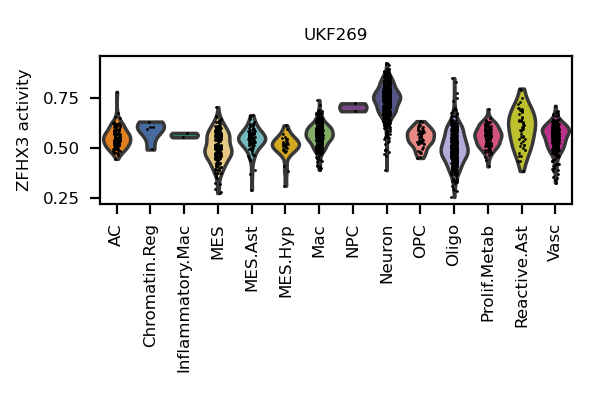 UKF269
ZFHX3 activity
0.75
0.50
0.25
AC
Chromatin.Reg
Inflammatory.Mac
MES
MES.Ast
MES.Hyp
Mac
NPC
Neuron
OPC
Oligo
Prolif.Metab
Reactive.Ast
Vasc